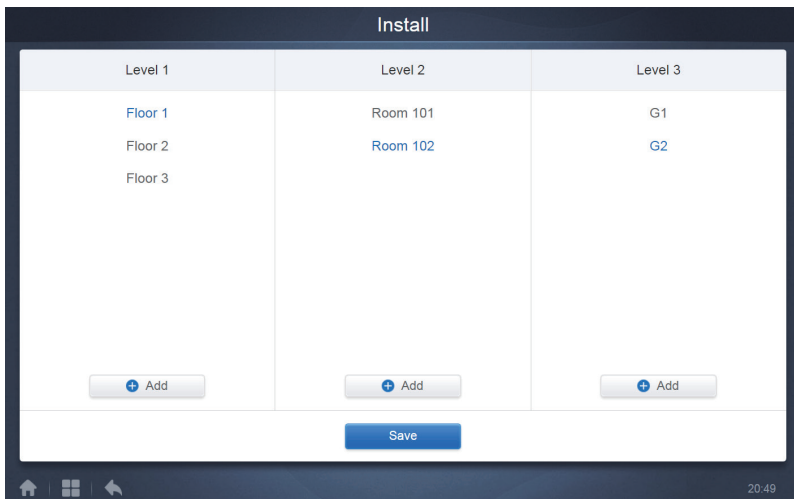 Install
Level 1 Level 2 Level 3
Floor 1 Room 101 G1
Floor 2 Room 102 G2
Floor 3
Add Add Add
Save
20:49